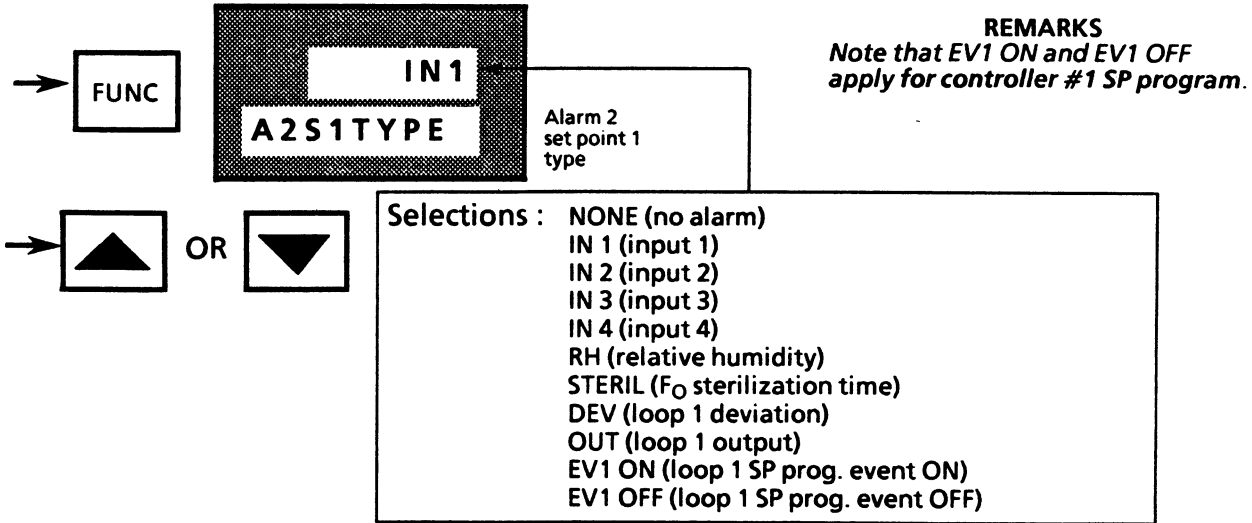 FUNC
IN1
A2S1TYPE
Alarm 2
set point 1
type
REMARKS
Note that EV1 ON and EV1 OFF
apply for controller #1 SP program.
OR
Selections : NONE (no alarm)
IN 1 (input 1)
IN 2 (input 2)
IN 3 (input 3)
IN 4 (input 4)
RH (relative humidity)
STERIL (FO sterilization time)
DEV (loop 1 deviation)
OUT (loop 1 output)
EV1 ON (loop 1 SP prog. event ON)
EV1 OFF (loop 1 SP prog. event OFF)